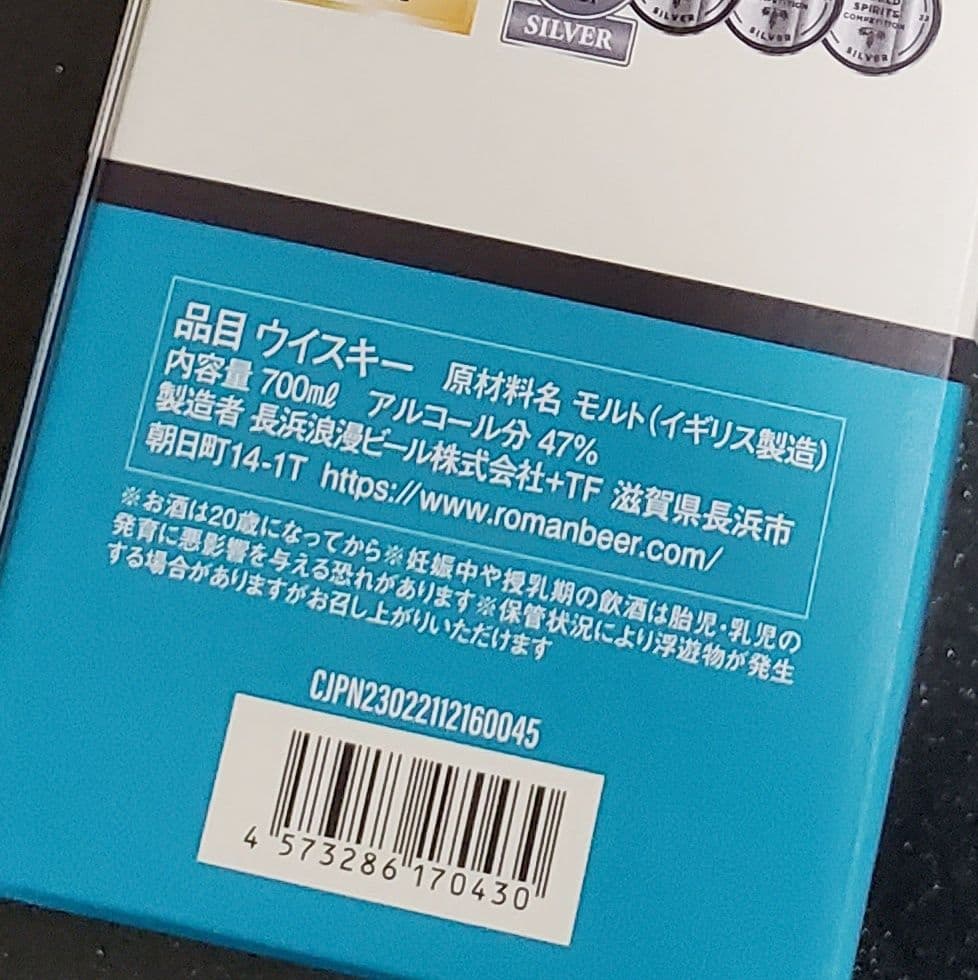 SILVER
SILVER
SILVER
SPIRITS
COMPETITION
SILVER
品目 ウイスキー 原材料名 モルト(イギリス製造)
内容量 700㎖ アルコール分 47%
製造者 長浜浪漫ビール株式会社+TF 滋賀県長浜市
朝日町14-1T https://www.romanbeer.com/
※お酒は20歳になってから※妊娠中や授乳期の飲酒は胎児・乳児の
発育に悪影響を与える恐れがあります※保管状況により浮遊物が発生
する場合がありますがお召し上がりいただけます
CJPN23022112160045
4 573286 170430